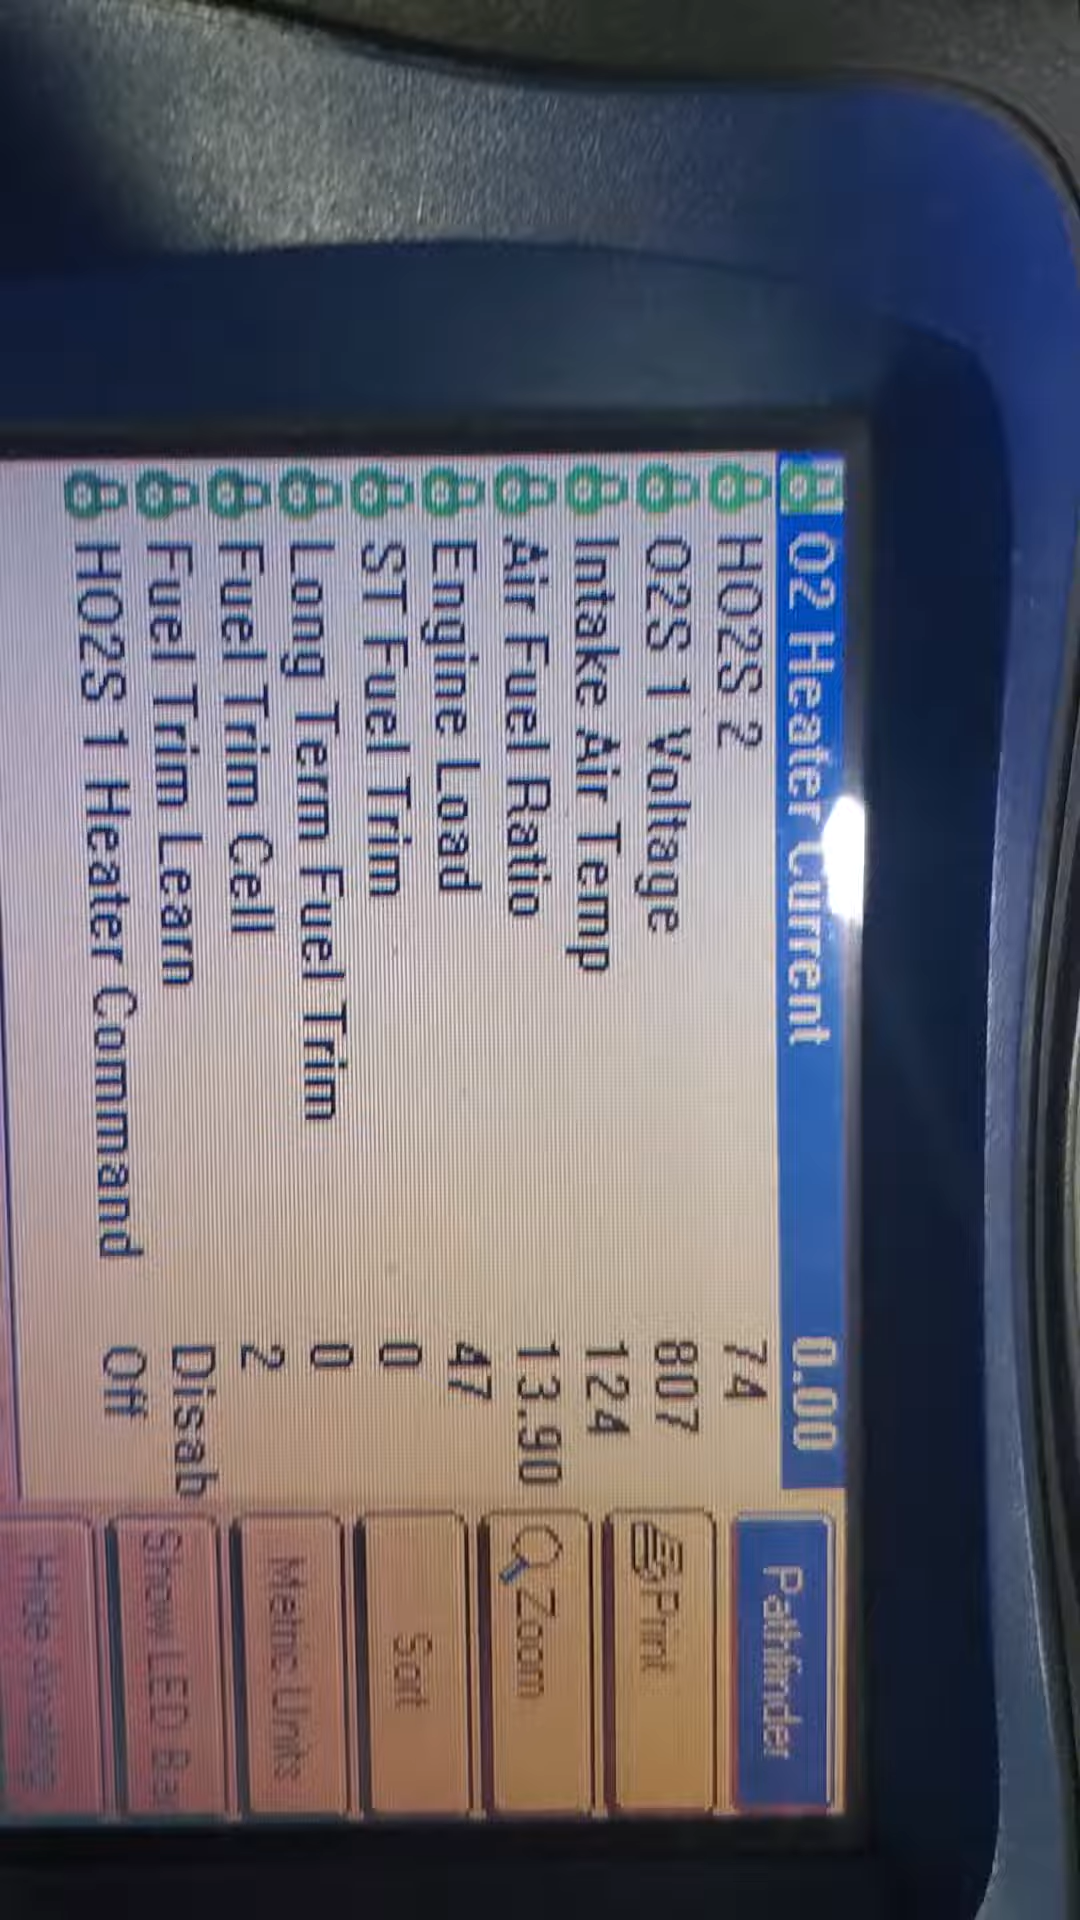 O2 Heater Current 0.00
HO2S 2 74
O2S 1 Voltage 807
Intake Air Temp 124
Air Fuel Ratio 13.90
Engine Load 47
ST Fuel Trim 0
Long Term Fuel Trim 0
Fuel Trim Cell 2
Fuel Trim Learn Disab
HO2S 1 Heater Command Off
Pathfinder
Print
Zoom
Sort
Metric Units
Show LED Ba
Hide Analog